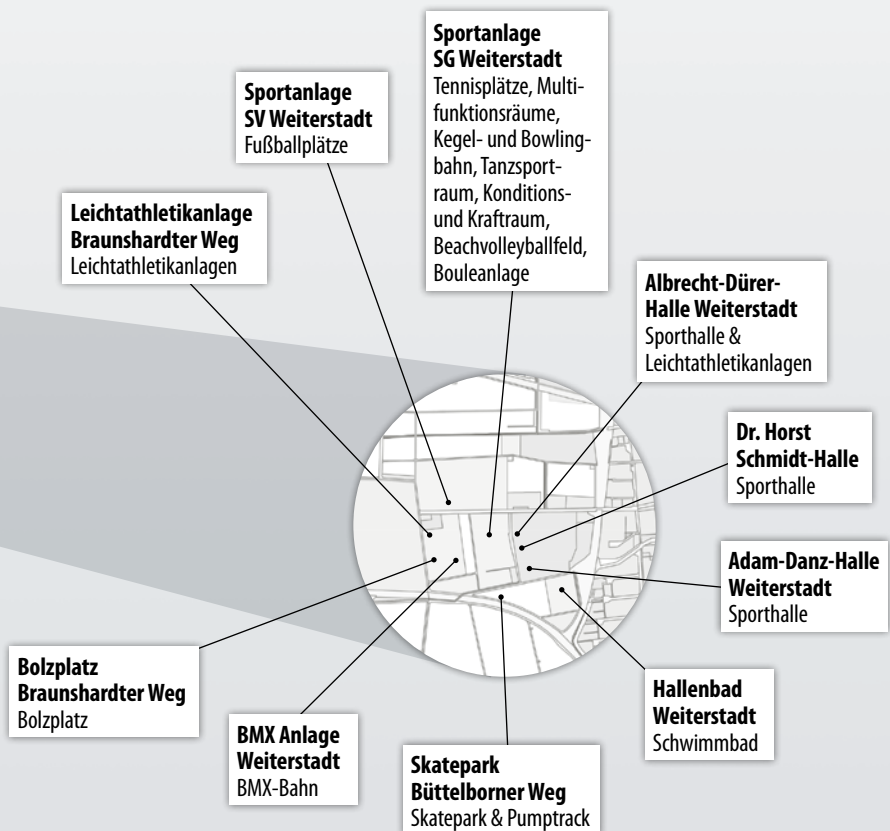 Sportanlage
SG Weiterstadt
Tennisplätze, Multi-
funktionsräume,
Kegel- und Bowling-
bahn, Tanzsport-
raum, Konditions-
und Kraftraum,
Beachvolleyballfeld,
Bouleanlage
Sportanlage
SV Weiterstadt
Fußballplätze
Leichtathletikanlage
Braunshardter Weg
Leichtathletikanlagen
Albrecht-Dürer-
Halle Weiterstadt
Sporthalle &
Leichtathletikanlagen
Dr. Horst
Schmidt-Halle
Sporthalle
Adam-Danz-Halle
Weiterstadt
Sporthalle
Bolzplatz
Braunshardter Weg
Bolzplatz
BMX Anlage
Weiterstadt
BMX-Bahn
Skatepark
Büttelborner Weg
Skatepark & Pumptrack
Hallenbad
Weiterstadt
Schwimmbad